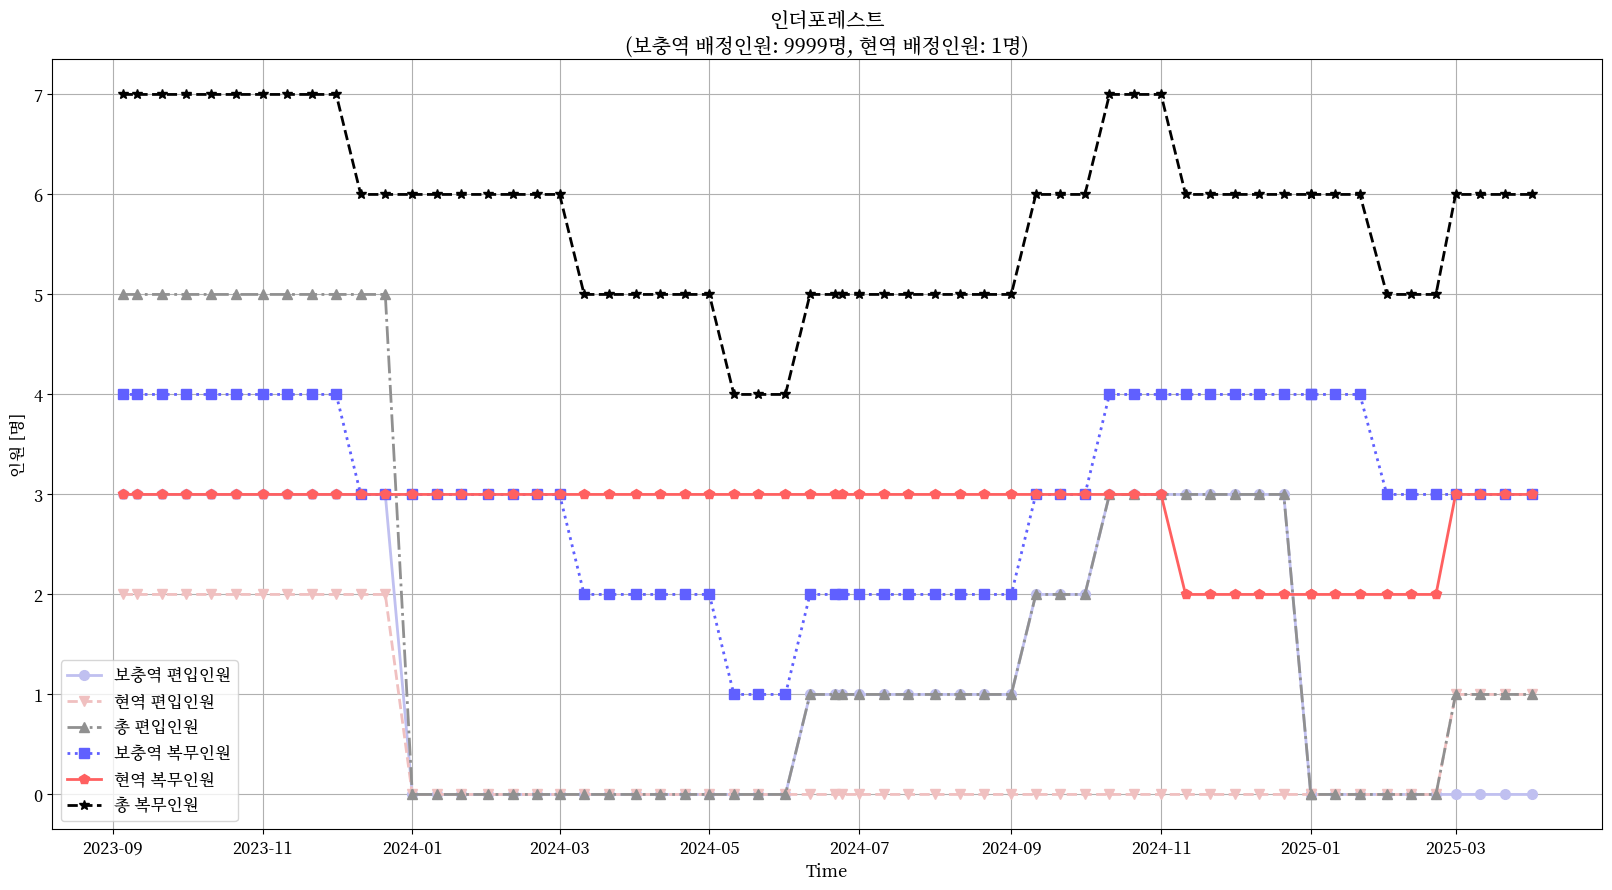 인더포레스트
(보충역 배정인원: 9999명, 현역 배정인원: 1명)
인원 [명]
7
6
5
4
3
2
1
0
보충역 편입인원
현역 편입인원
총 편입인원
보충역 복무인원
현역 복무인원
총 복무인원
2023-09 2023-11 2024-01 2024-03 2024-05 2024-07 2024-09 2024-11 2025-01 2025-03
Time